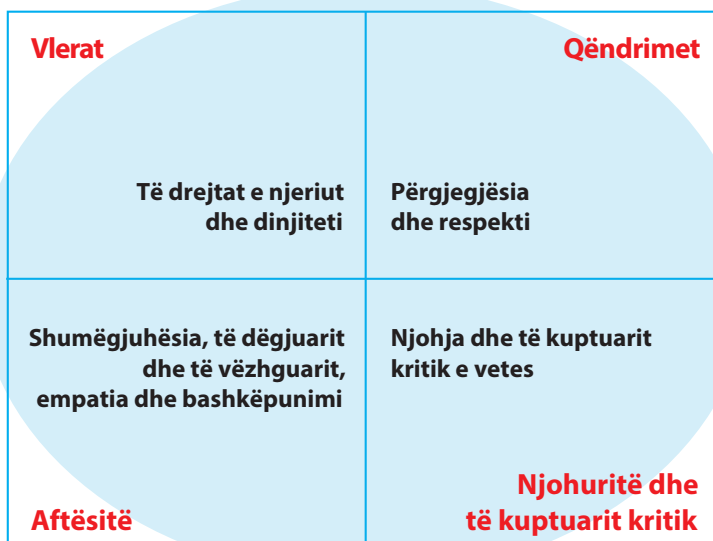 Vlerat
Qëndrimet
Të drejtat e njeriut
dhe dinjiteti
Përgjegjësia
dhe respekti
Shumëgjuhësia, të dëgjuarit
dhe të vëzhguarit,
empatia dhe bashkëpunimi
Njohja dhe të kuptuarit
kritik e vetes
Aftësitë
Njohuritë dhe
të kuptuarit kritik